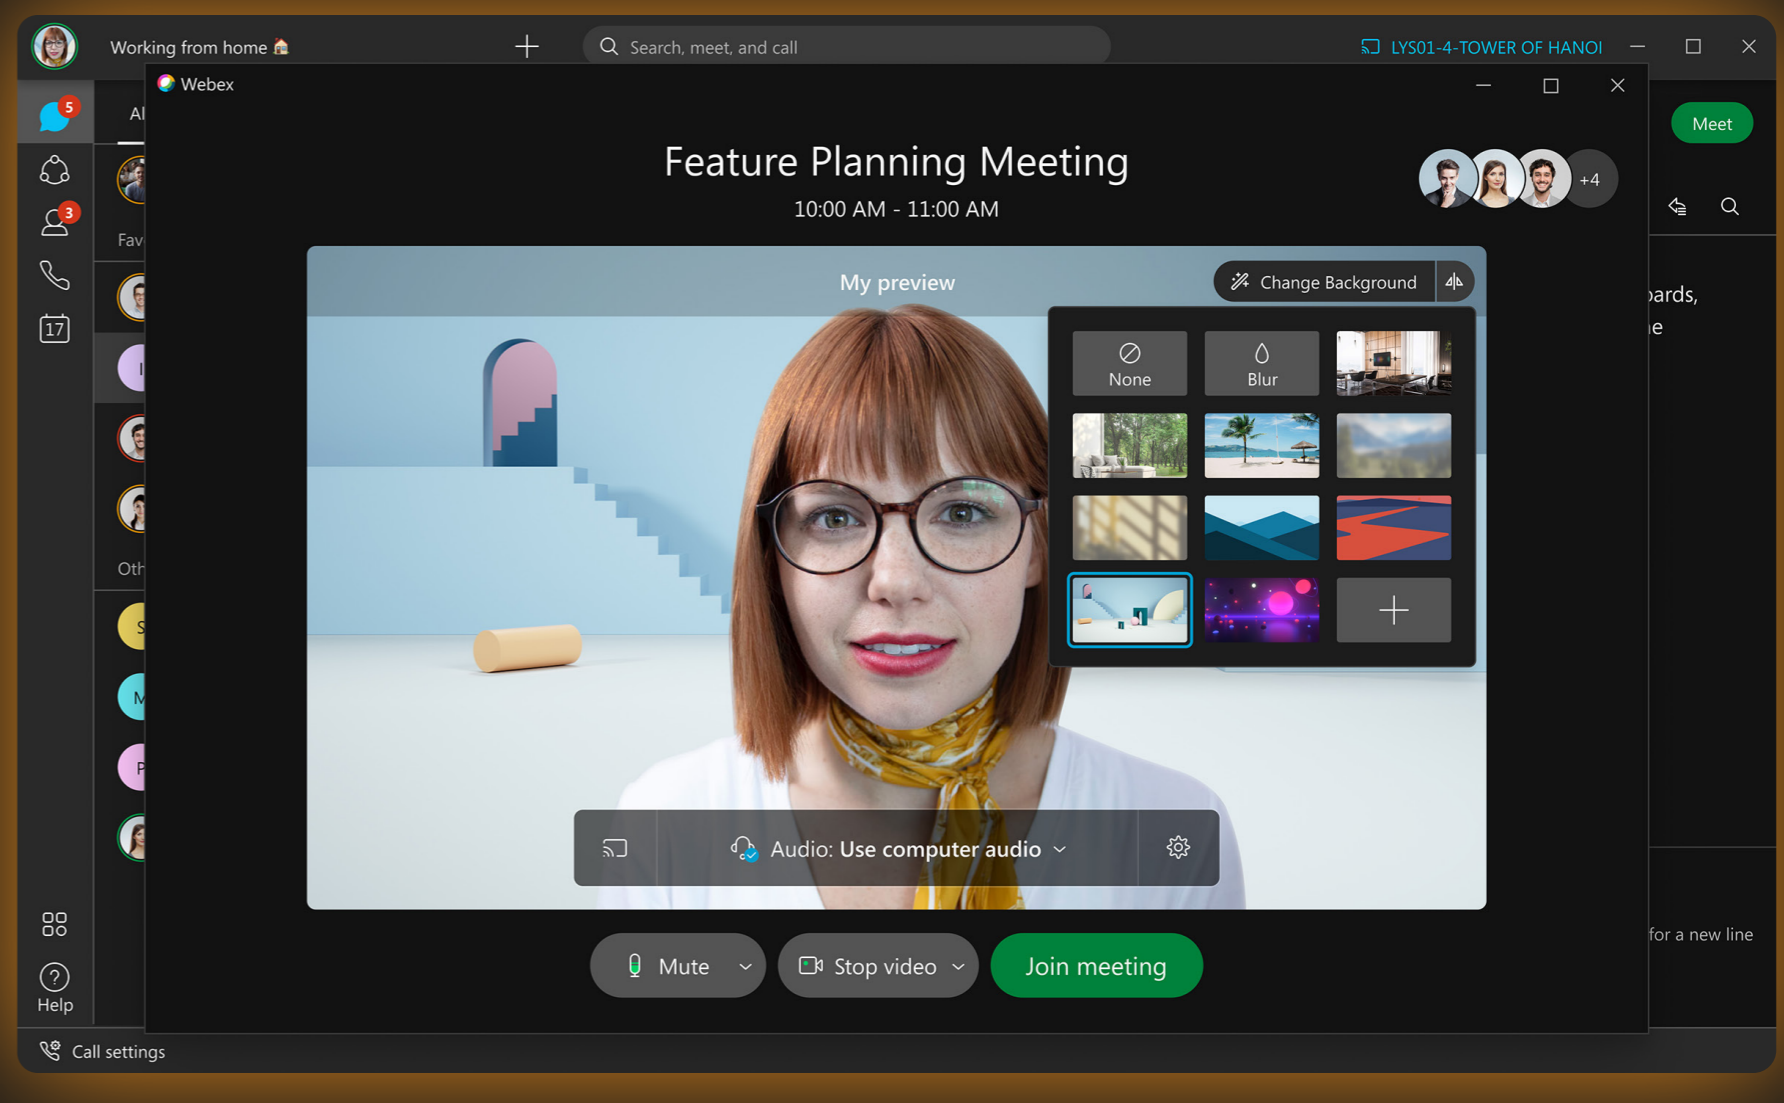 Working from home
Search, meet, and call
LYS01-4-TOWER OF HANOI
Webex
5
Meet
Feature Planning Meeting
10:00 AM - 11:00 AM
+4
3
Fav
17
My preview
Change Background
None
Blur
oards,
e
Oth
S
M
P
Audio: Use computer audio
for a new line
Mute
Stop video
Join meeting
Help
Call settings